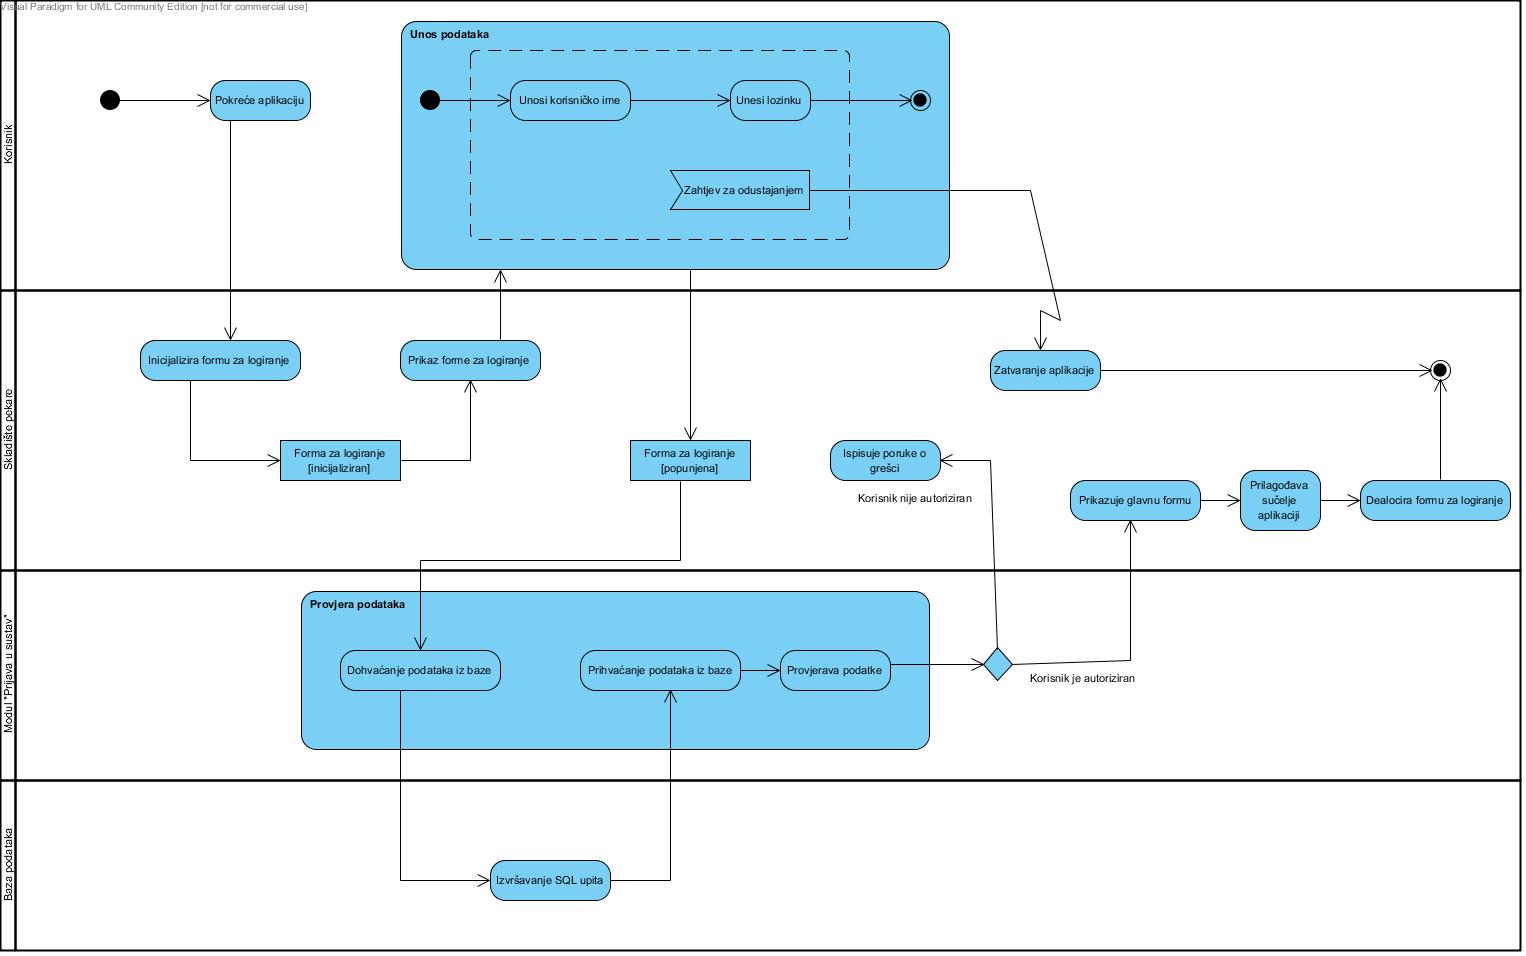 Visual Paradigm for UML Community Edition [not for commercial use]
Korisnik
Pokreće aplikaciju
Unos podataka
Unosi korisničko ime
Unesi lozinku
Zahtjev za odustajanjem
Skladište pekare
Inicijalizira formu za logiranje
Prikaz forme za logiranje
Zatvaranje aplikacije
Forma za logiranje
[inicijaliziran]
Forma za logiranje
[popunjena]
Ispisuje poruke o
grešci
Korisnik nije autoriziran
Prikazuje glavnu formu
Prilagođava
sučelje
aplikaciji
Dealocira formu za logiranje
Modul "Prijava u sustav"
Provjera podataka
Dohvaćanje podataka iz baze
Prihvaćanje podataka iz baze
Provjerava podatke
Korisnik je autoriziran
Baza podataka
Izvršavanje SQL upita